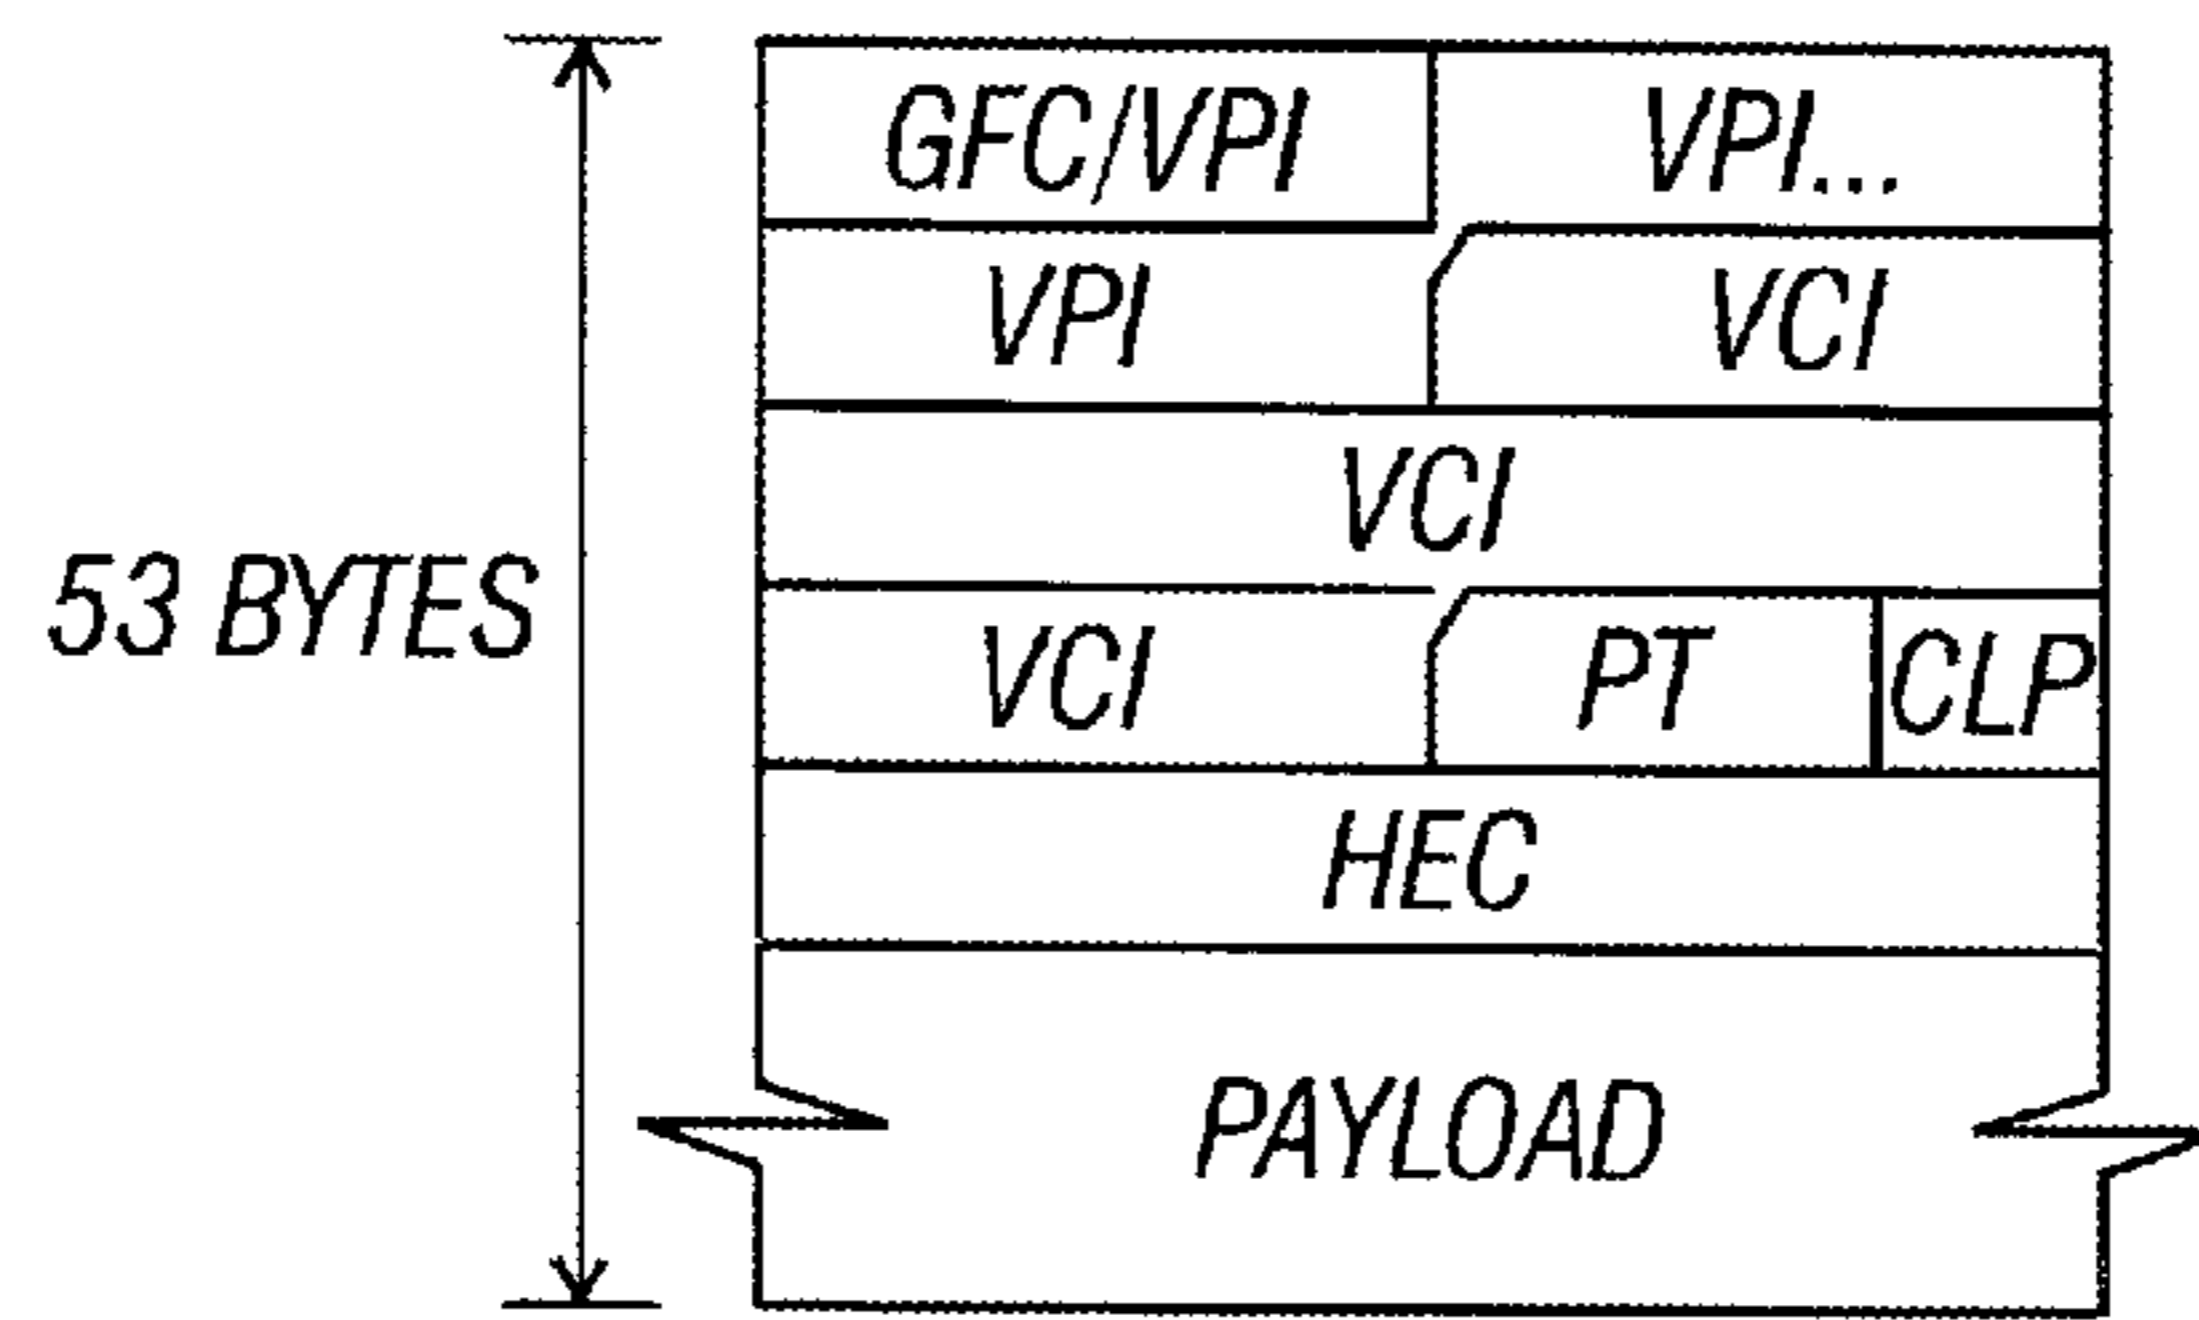 GFC/VPI VPI...
VPI VCI
VCI
53 BYTES
VCI PT CLP
HEC
PAYLOAD